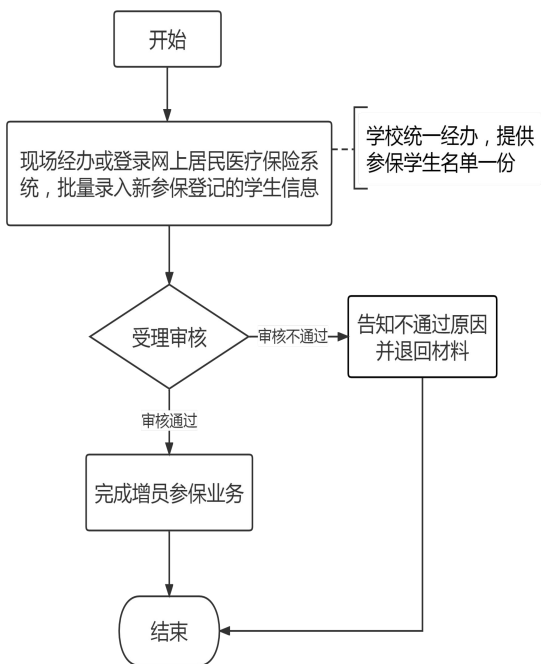 开始
现场经办或登录网上居民医疗保险系
统，批量录入新参保登记的学生信息
学校统一经办，提供
参保学生名单一份
受理审核
审核不通过
告知不通过原因
并退回材料
审核通过
完成增员参保业务
结束